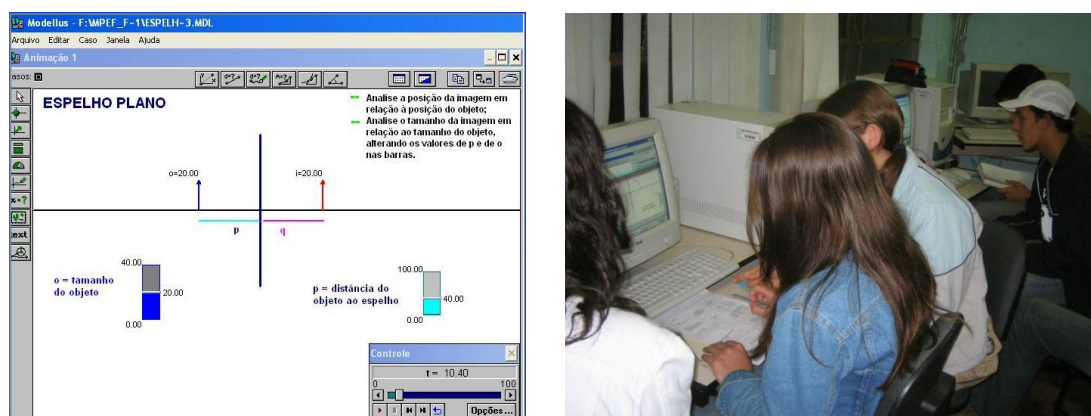 Modellus - F:\MPEF_F~1\ESPELH~3.MDL
Arquivo Editar Caso Janela Ajuda
Animação 1
asos:
ESPELHO PLANO
-- Analise a posição da imagem em
relação à posição do objeto;
-- Analise o tamanho da imagem em
relação ao tamanho do objeto,
alterando os valores de p e de o
nas barras.
o=20.00
i=20.00
p
q
o = tamanho
do objeto
40.00
20.00
0.00
p = distância do
objeto ao espelho
100.00
40.00
0.00
Controle
t = 10.40
0
100
Opções...